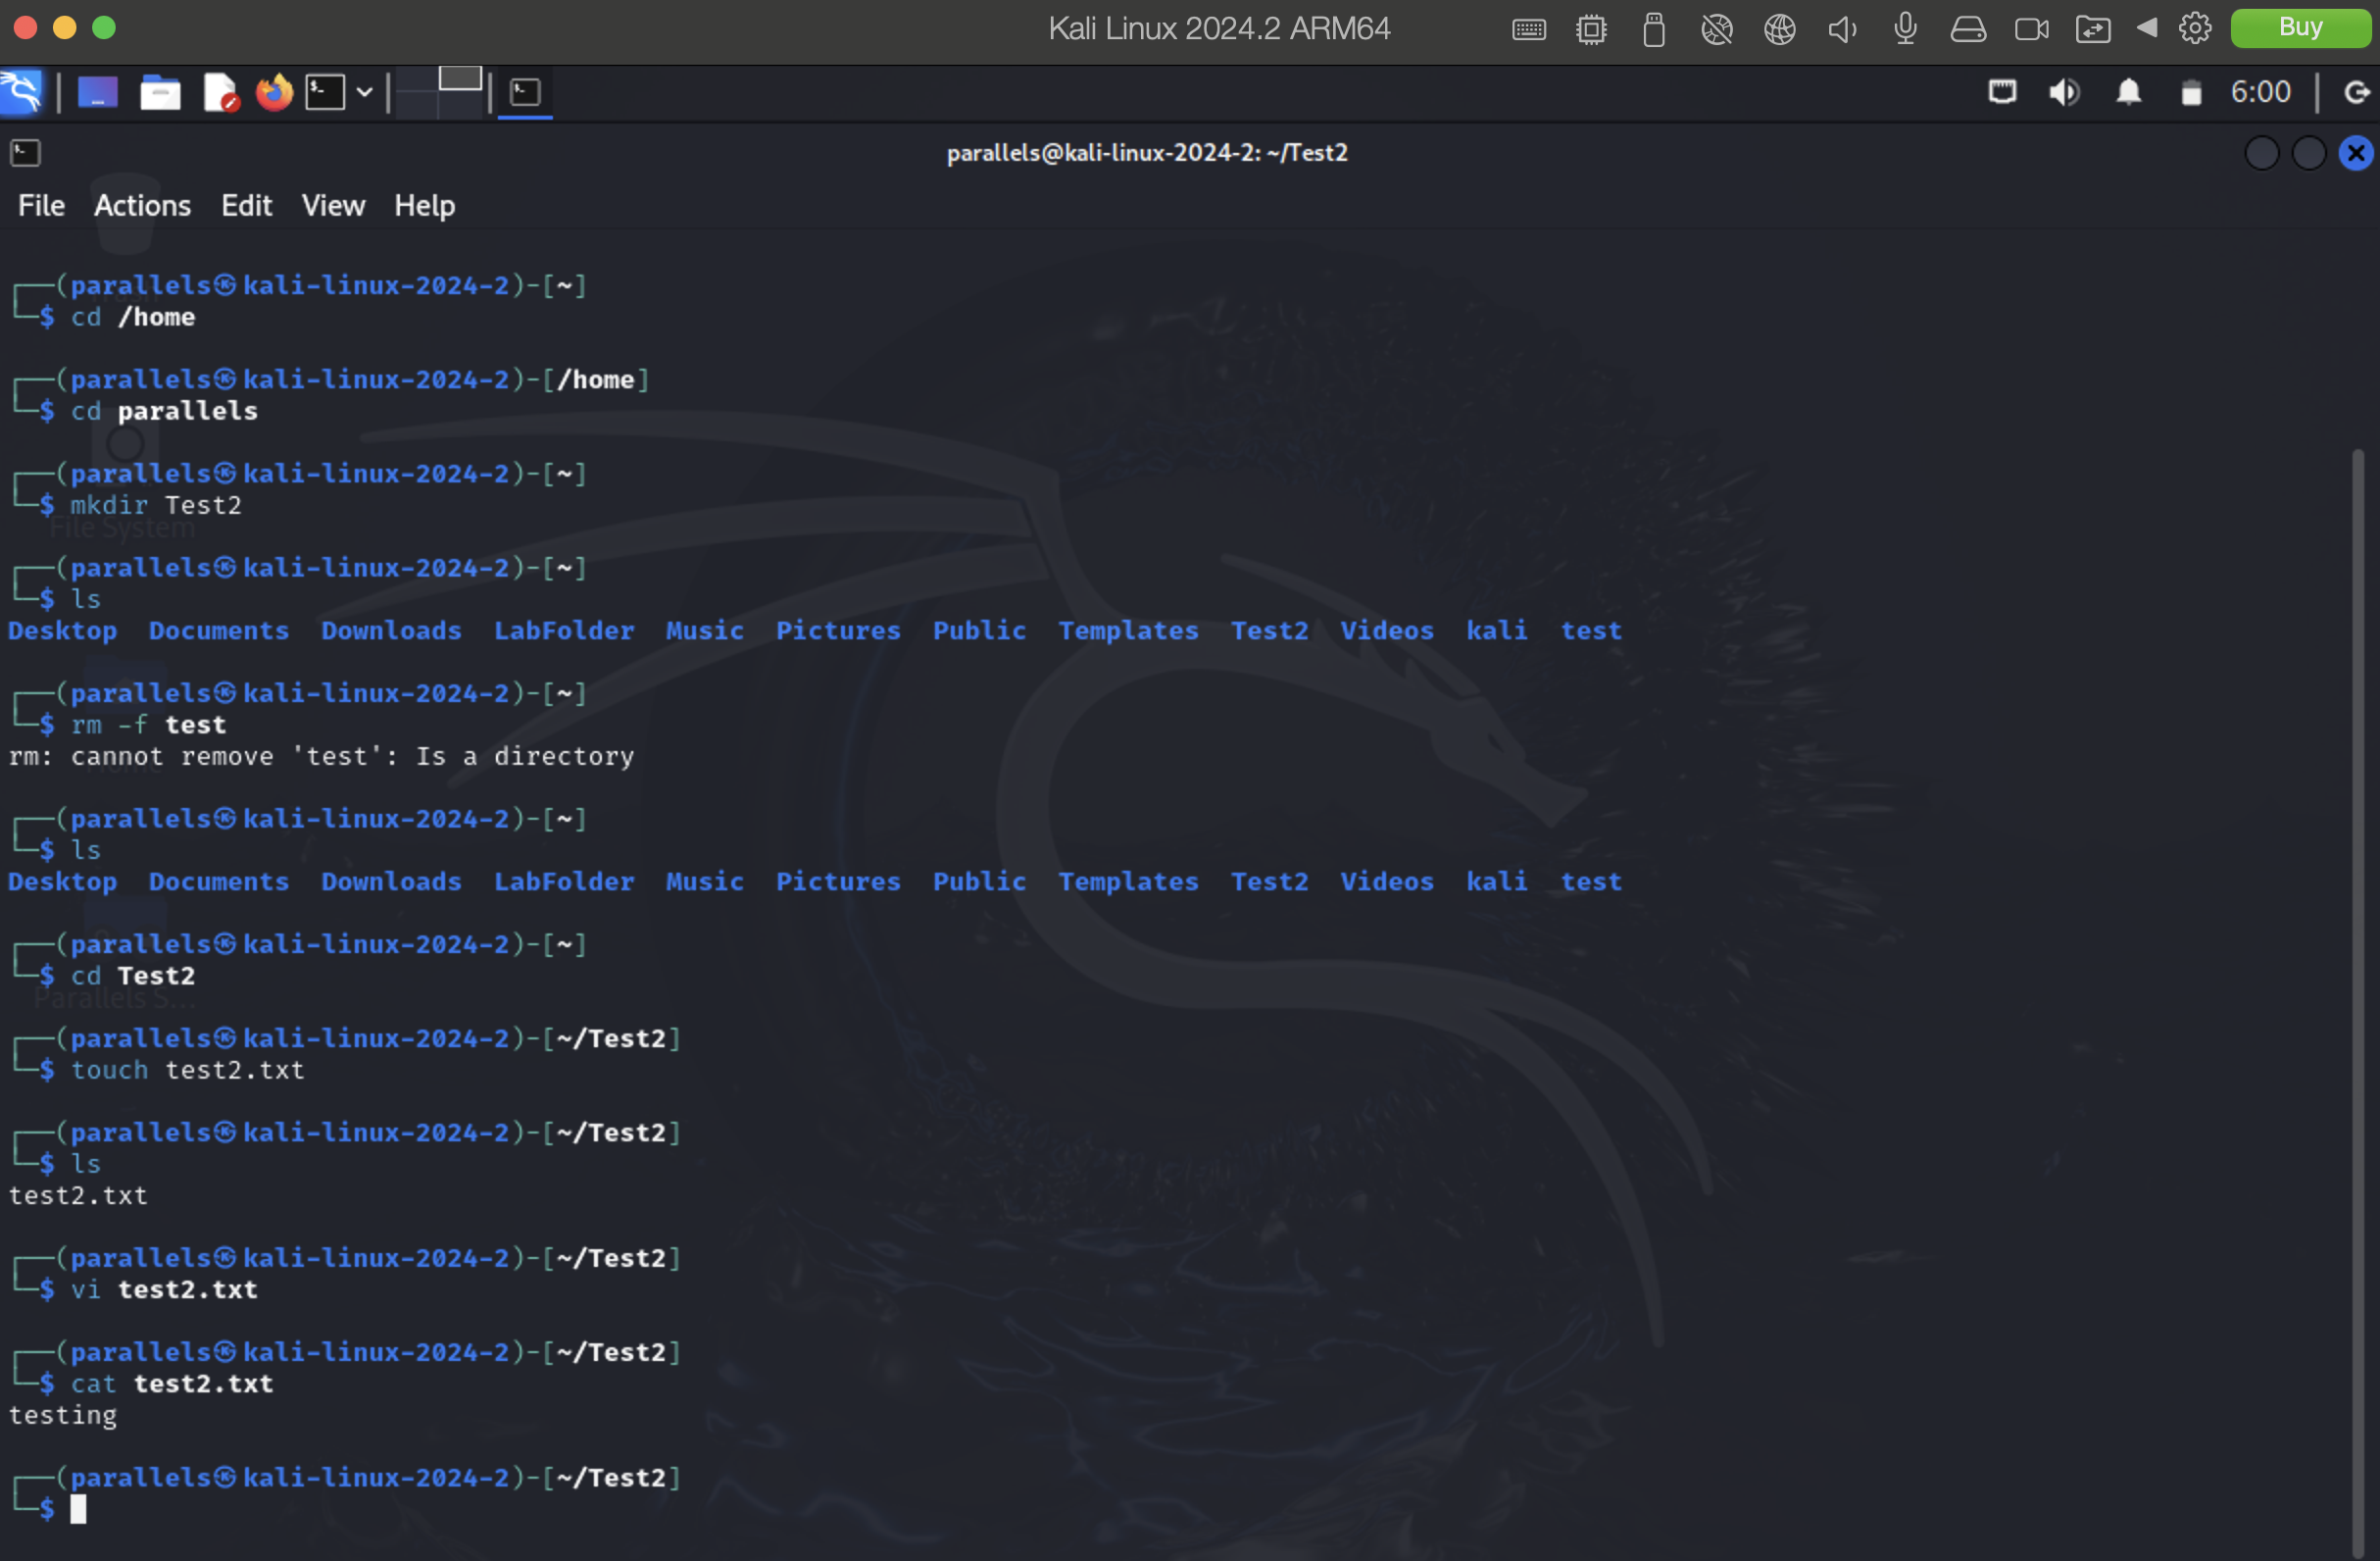 Kali Linux 2024.2 ARM64
Buy
6:00
parallels@kali-linux-2024-2: ~/Test2
File Actions Edit View Help
┌──(parallels㉿kali-linux-2024-2)-[~]
└─$ cd /home
┌──(parallels㉿kali-linux-2024-2)-[/home]
└─$ cd parallels
┌──(parallels㉿kali-linux-2024-2)-[~]
└─$ mkdir Test2
File System
┌──(parallels㉿kali-linux-2024-2)-[~]
└─$ ls
Desktop Documents Downloads LabFolder Music Pictures Public Templates Test2 Videos kali test
┌──(parallels㉿kali-linux-2024-2)-[~]
└─$ rm -f test
rm: cannot remove 'test': Is a directory
┌──(parallels㉿kali-linux-2024-2)-[~]
└─$ ls
Desktop Documents Downloads LabFolder Music Pictures Public Templates Test2 Videos kali test
┌──(parallels㉿kali-linux-2024-2)-[~]
└─$ cd Test2
Parallels S...
┌──(parallels㉿kali-linux-2024-2)-[~/Test2]
└─$ touch test2.txt
┌──(parallels㉿kali-linux-2024-2)-[~/Test2]
└─$ ls
test2.txt
┌──(parallels㉿kali-linux-2024-2)-[~/Test2]
└─$ vi test2.txt
┌──(parallels㉿kali-linux-2024-2)-[~/Test2]
└─$ cat test2.txt
testing
┌──(parallels㉿kali-linux-2024-2)-[~/Test2]
└─$